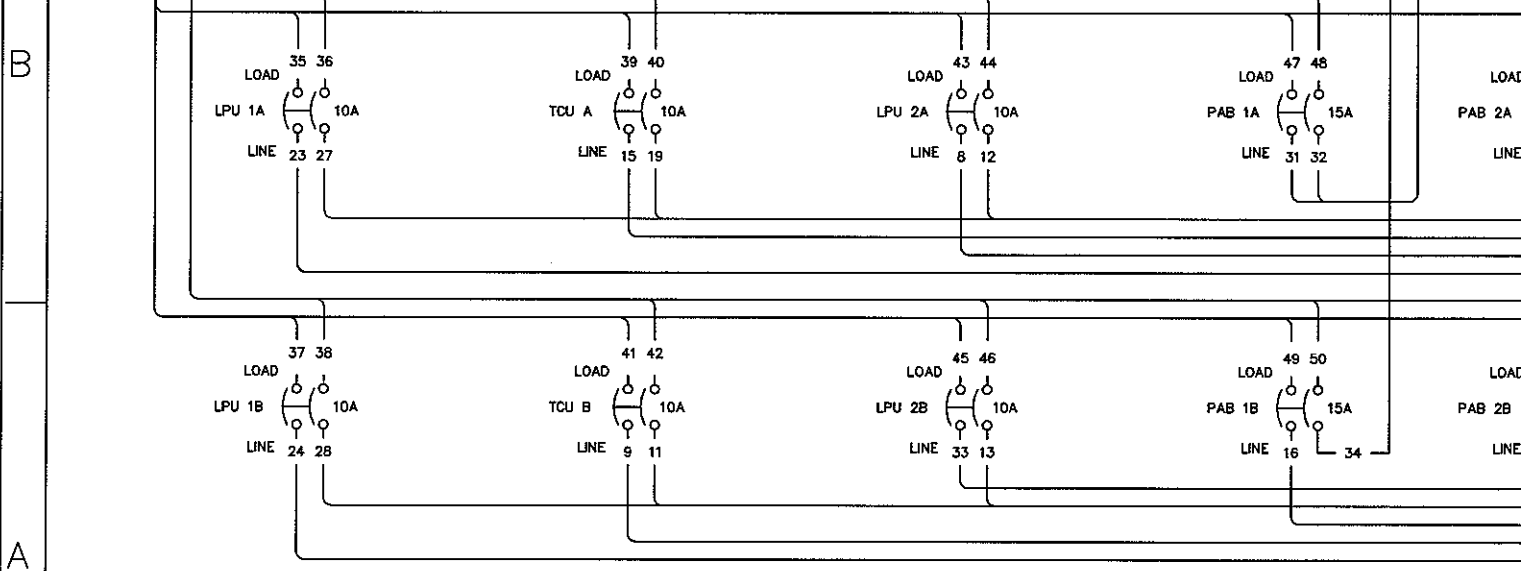 B
35 36 39 40 43 44 47 48
LOAD LOAD LOAD LOAD LOAD
LPU 1A 10A TCU A 10A LPU 2A 10A PAB 1A 15A PAB 2A
LINE 23 27 LINE 15 19 LINE 8 12 LINE 31 32 LINE
37 38 41 42 45 46 49 50
LOAD LOAD LOAD LOAD LOAD
LPU 1B 10A TCU B 10A LPU 2B 10A PAB 1B 15A PAB 2B
LINE 24 28 LINE 9 11 LINE 33 13 LINE 16 34 LINE
A